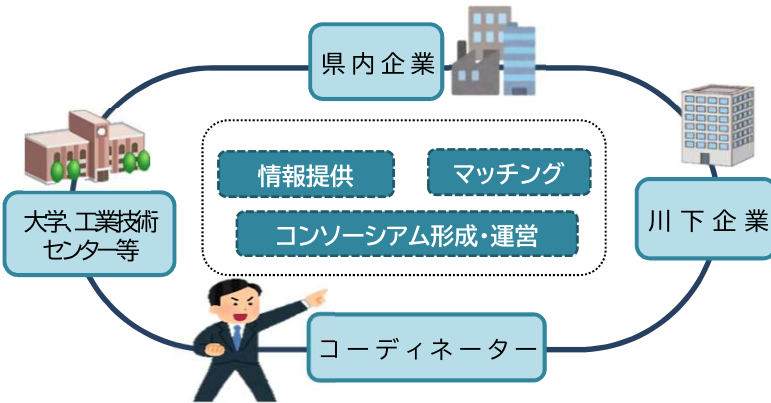 県内企業
情報提供
マッチング
大学、工業技術
センター等
川下企業
コンソーシアム形成・運営
コーディネーター